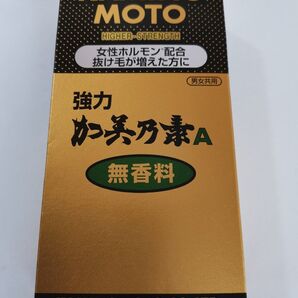 MOTO
HIGHER-STRENGTH
女性ホルモン配合
抜け毛が増えた方に
男女共用
強力
加美乃素A
無香料